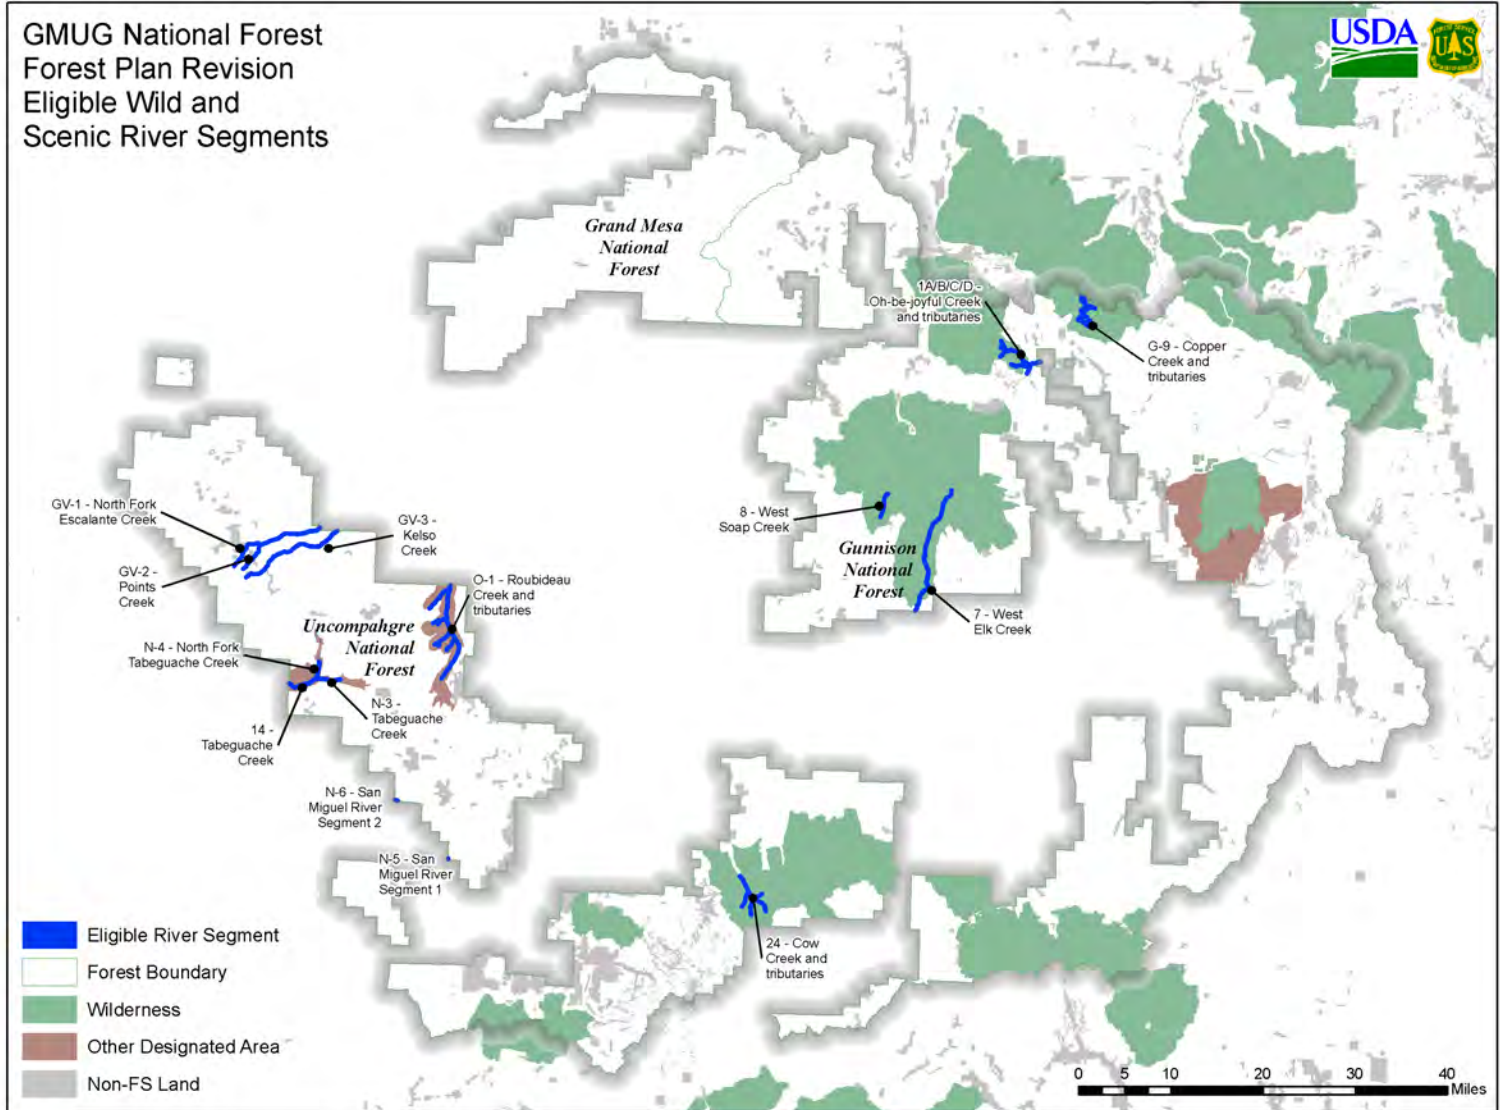 GMUG National Forest
Forest Plan Revision
Eligible Wild and
Scenic River Segments
USDA
UAS
Grand Mesa
National
Forest
1A/B/C/D -
Oh-be-joyful Creek
and tributaries
G-9 - Copper
Creek and
tributaries
GV-1 - North Fork
Escalante Creek
GV-3 -
Kelso
Creek
8 - West
Soap Creek
GV-2 -
Points
Creek
Gunnison
National
Forest
O-1 - Roubideau
Creek and
tributaries
7 - West
Elk Creek
Uncompahgre
National
Forest
N-4 - North Fork
Tabeguache Creek
N-3 -
Tabeguache
Creek
14 -
Tabeguache
Creek
N-6 - San
Miguel River
Segment 2
N-5 - San
Miguel River
Segment 1
24 - Cow
Creek and
tributaries
Eligible River Segment
Forest Boundary
Wilderness
Other Designated Area
Non-FS Land
0 5 10 20 30 40
Miles